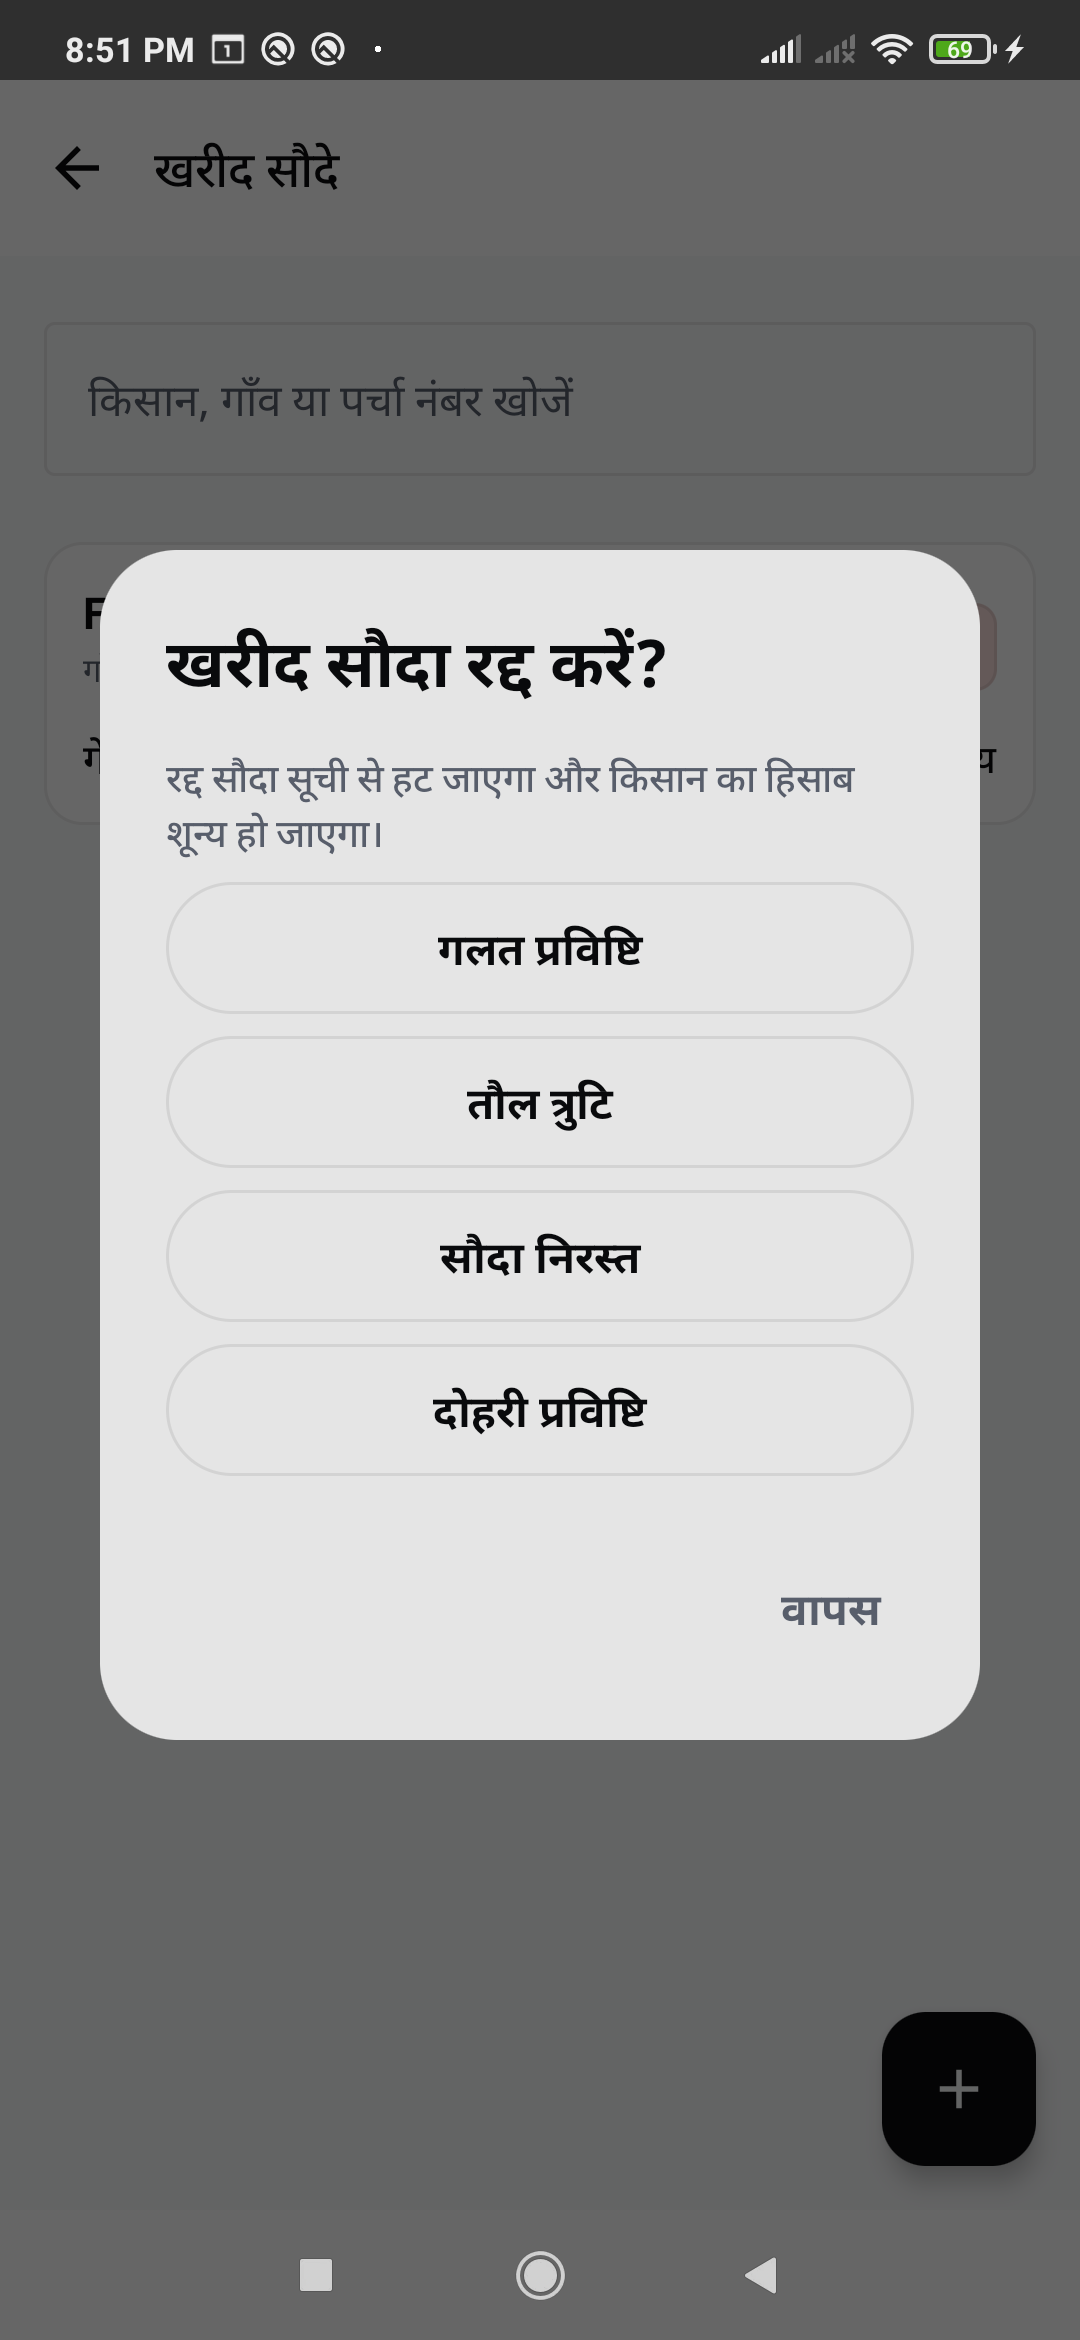 8:51 PM
69
खरीद सौदे
किसान, गाँव या पर्चा नंबर खोजें
खरीद सौदा रद्द करें?
रद्द सौदा सूची से हट जाएगा और किसान का हिसाब
शून्य हो जाएगा।
गलत प्रविष्टि
तौल त्रुटि
सौदा निरस्त
दोहरी प्रविष्टि
वापस